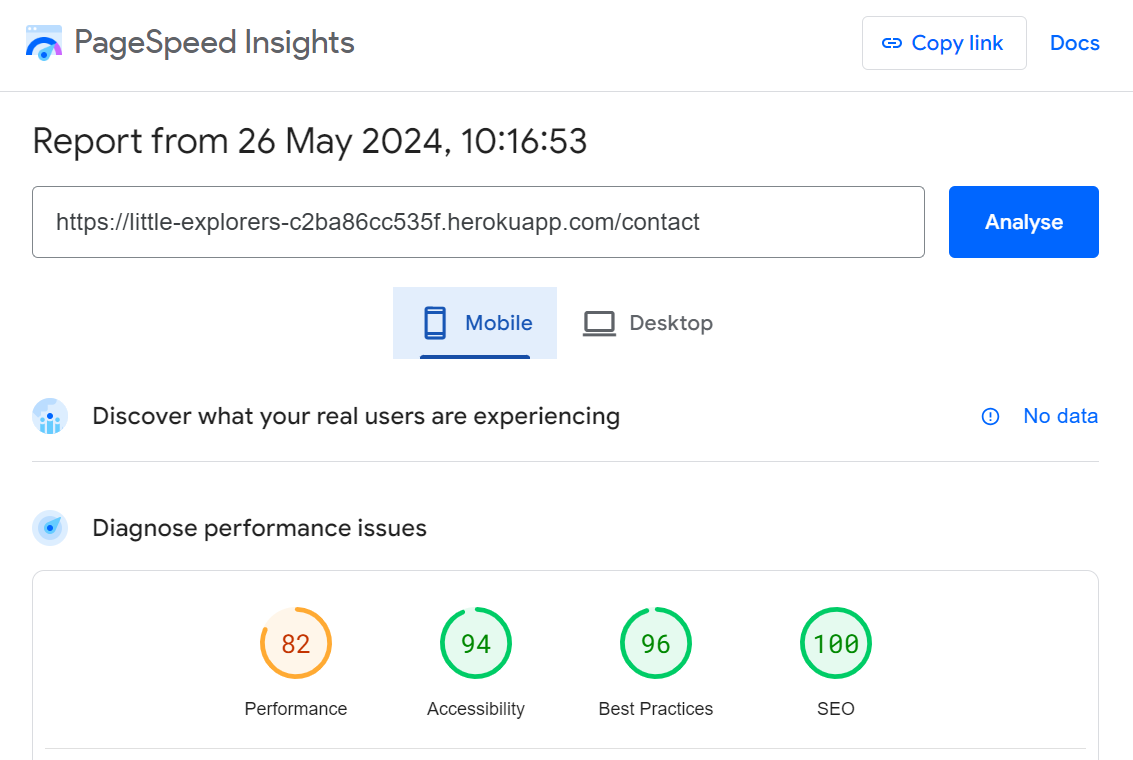 PageSpeed Insights
Copy link
Docs
Report from 26 May 2024, 10:16:53
https://little-explorers-c2ba86cc535f.herokuapp.com/contact
Analyse
Mobile
Desktop
Discover what your real users are experiencing
No data
Diagnose performance issues
82
94
96
100
Performance
Accessibility
Best Practices
SEO